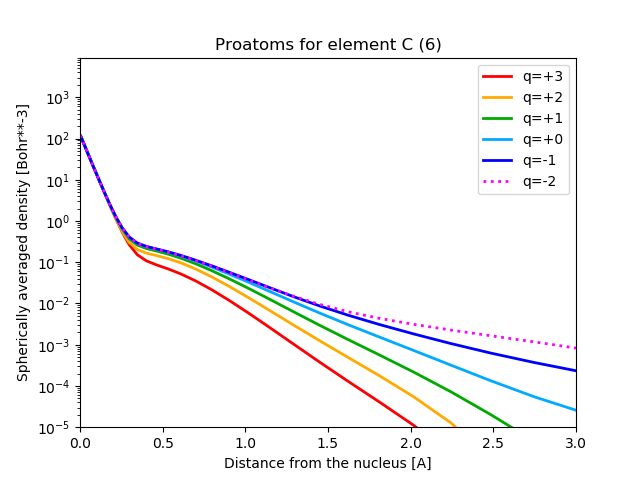 Proatoms for element C (6)
Spherically averaged density [Bohr**-3]
10³
10²
10¹
10⁰
10⁻¹
10⁻²
10⁻³
10⁻⁴
10⁻⁵
q=+3
q=+2
q=+1
q=+0
q=-1
q=-2
0.0 0.5 1.0 1.5 2.0 2.5 3.0
Distance from the nucleus [A]